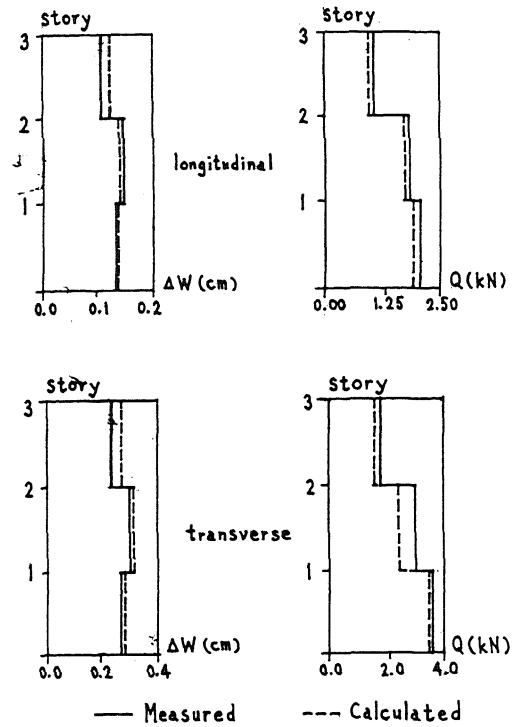 story
3
2
1
ΔW (cm)
0.0 0.1 0.2
longitudinal
story
3
2
1
Q(kN)
0.00 1.25 2.50
story
3
2
1
ΔW (cm)
0.0 0.2 0.4
transverse
story
3
2
1
Q(kN)
0.0 2.0 4.0
Measured
Calculated